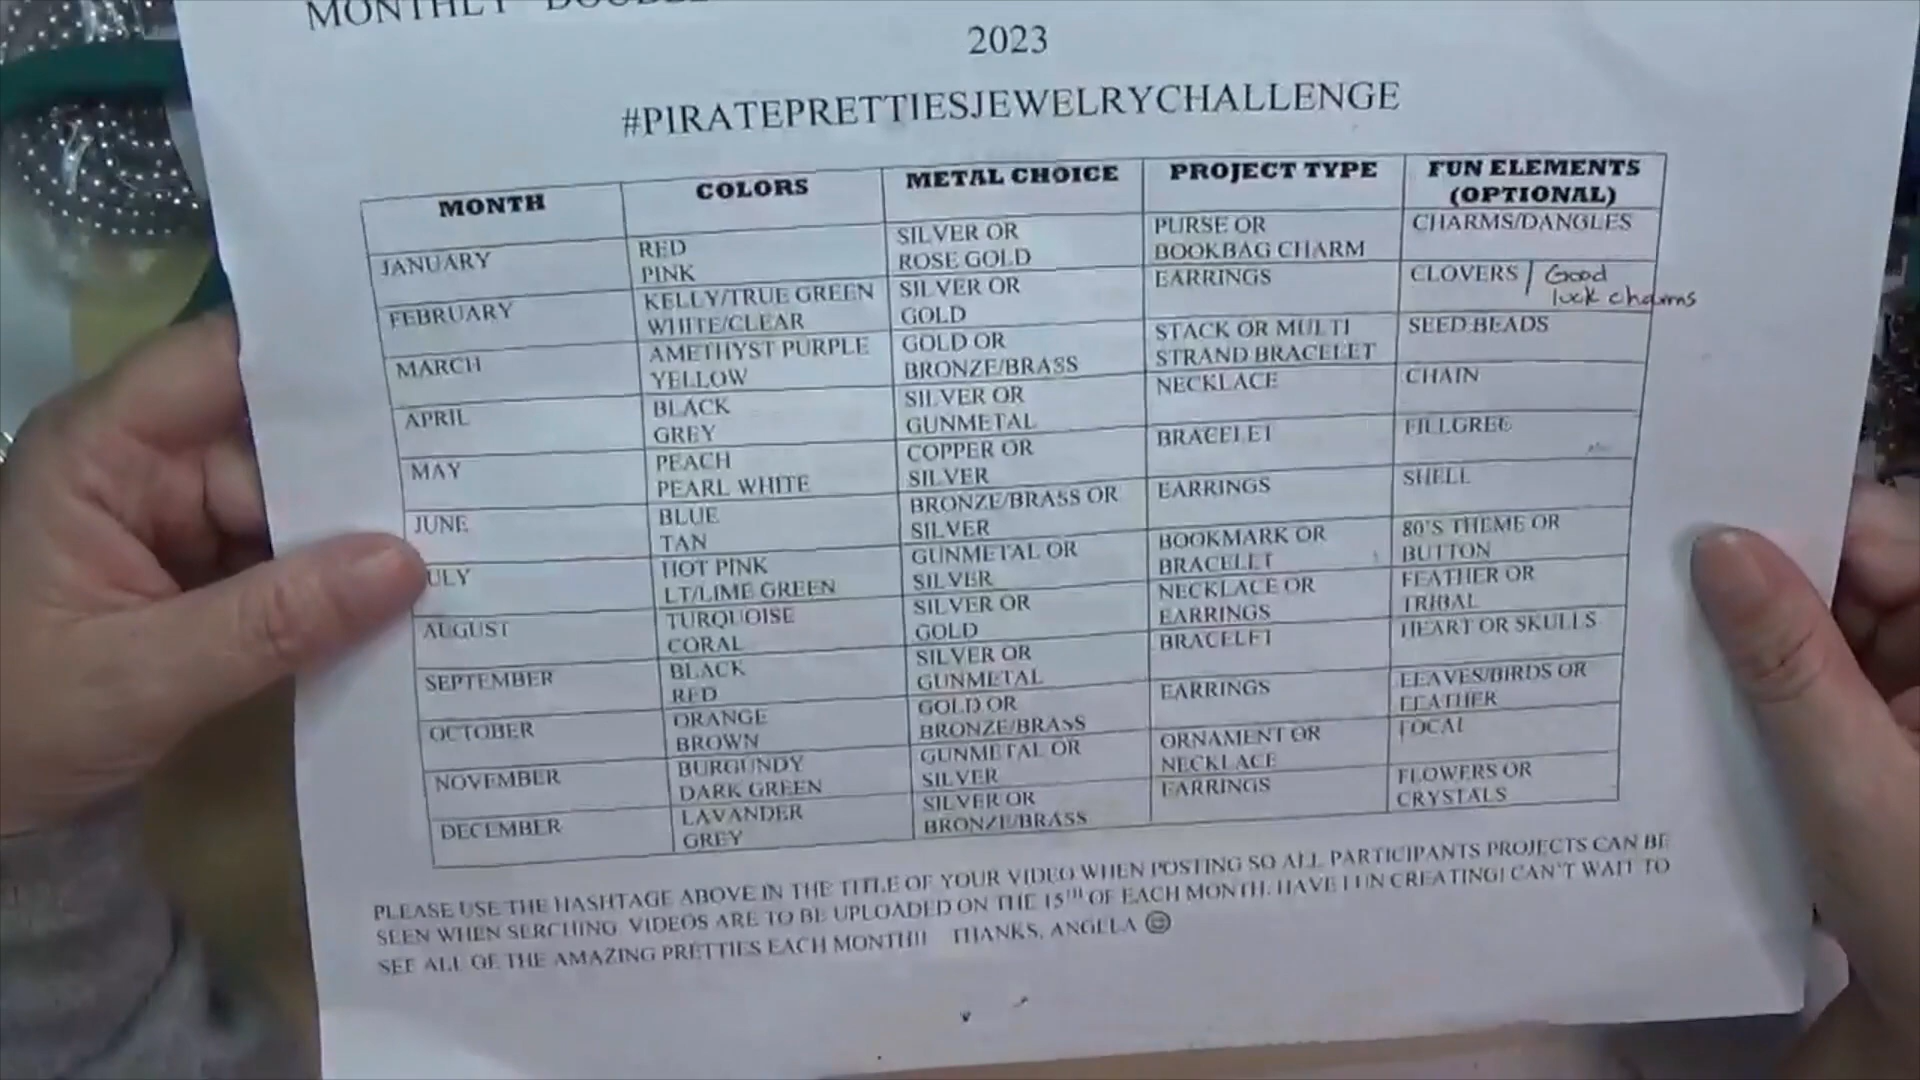 MONTHLY
2023
#PIRATEPRETTIESJEWELRYCHALLENGE
MONTH COLORS METAL CHOICE PROJECT TYPE FUN ELEMENTS
(OPTIONAL)
JANUARY RED SILVER OR PURSE OR CHARMS/DANGLES
PINK ROSE GOLD BOOKBAG CHARM
FEBRUARY KELLY/TRUE GREEN SILVER OR EARRINGS CLOVERS / Good
WHITE/CLEAR GOLD luck charms
MARCH AMETHYST PURPLE GOLD OR STACK OR MULTI SEED BEADS
YELLOW BRONZE/BRASS STRAND BRACELET
APRIL BLACK SILVER OR NECKLACE CHAIN
GREY GUNMETAL
MAY PEACH COPPER OR BRACELET FILLGREE
PEARL WHITE SILVER
JUNE BLUE BRONZE/BRASS OR EARRINGS SHELL
TAN SILVER
ULY HOT PINK GUNMETAL OR BOOKMARK OR 80'S THEME OR
LT/LIME GREEN SILVER BRACELET BUTTON
AUGUST TURQUOISE SILVER OR NECKLACE OR FEATHER OR
CORAL GOLD EARRINGS TRIBAL
SEPTEMBER BLACK SILVER OR BRACELET HEART OR SKULLS
RED GUNMETAL
OCTOBER ORANGE GOLD OR EARRINGS LEAVES/BIRDS OR
BROWN BRONZE/BRASS FEATHER
NOVEMBER BURGUNDY GUNMETAL OR ORNAMENT OR FOCAL
DARK GREEN SILVER NECKLACE
DECEMBER LAVANDER SILVER OR EARRINGS FLOWERS OR
GREY BRONZE/BRASS CRYSTALS
PLEASE USE THE HASHTAGE ABOVE IN THE TITLE OF YOUR VIDEO WHEN POSTING SO ALL PARTICIPANTS PROJECTS CAN BE
SEEN WHEN SERCHING. VIDEOS ARE TO BE UPLOADED ON THE 15TH OF EACH MONTH. HAVE FUN CREATING! CAN'T WAIT TO
SEE ALL OF THE AMAZING PRETTIES EACH MONTH!! THANKS, ANGELA ☺